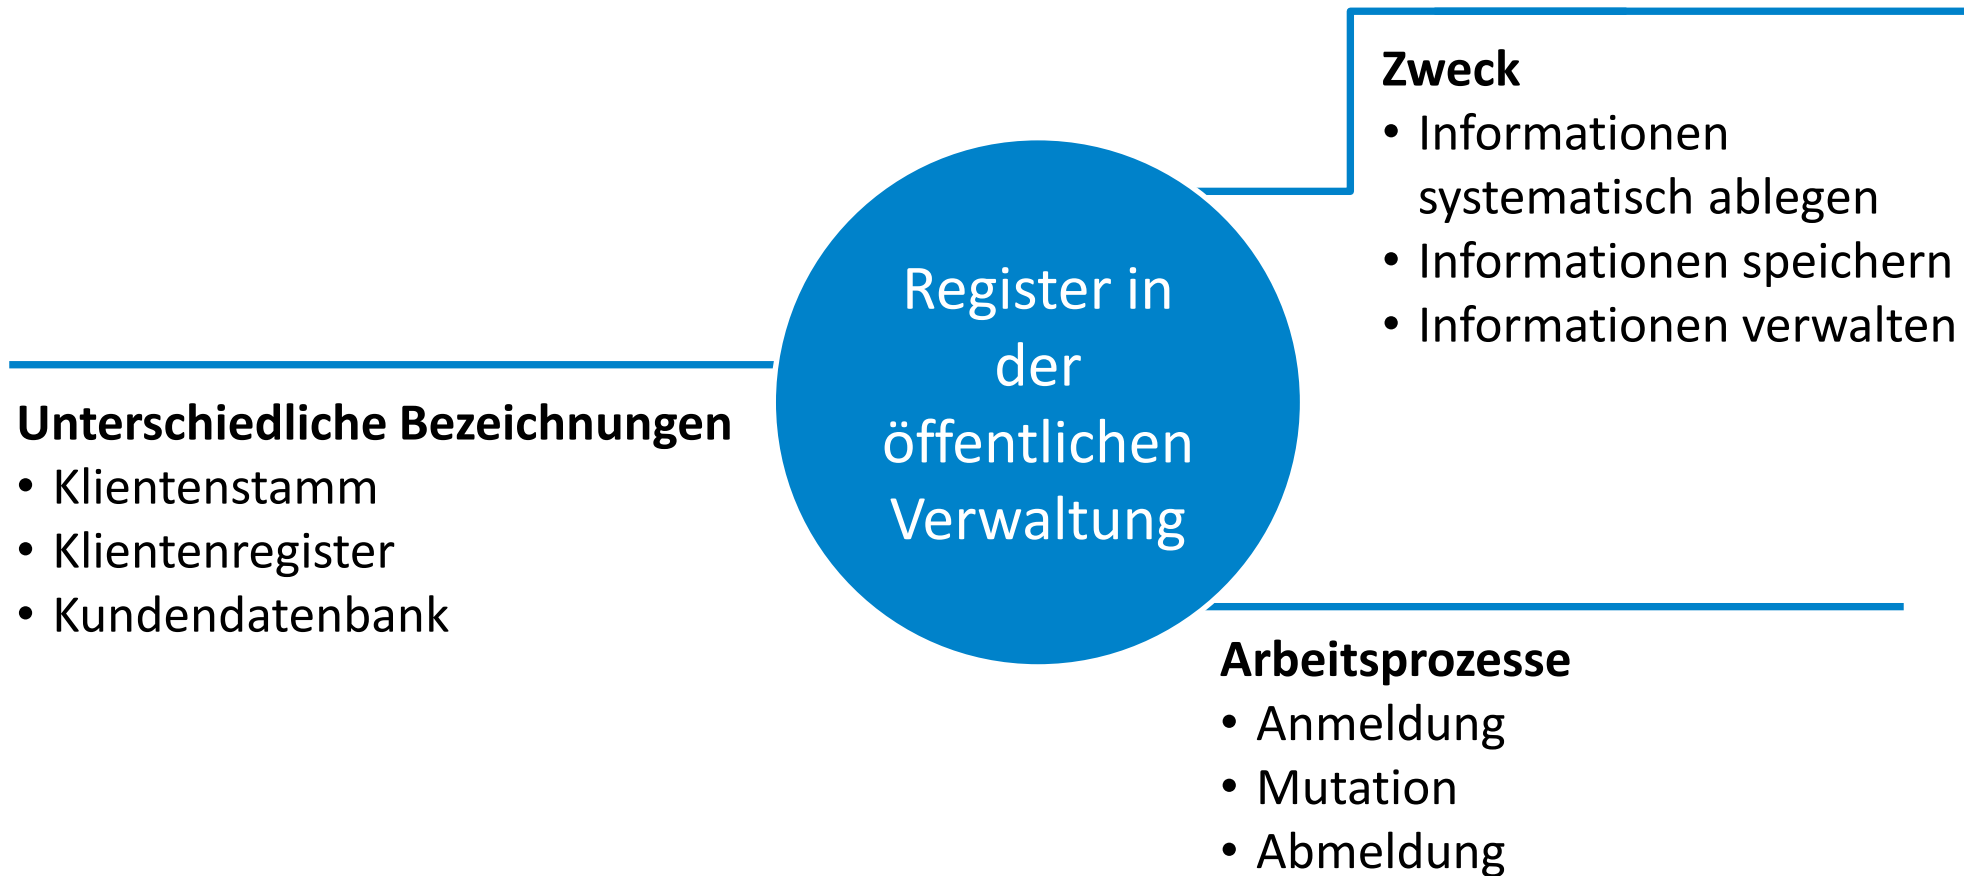 Zweck
• Informationen
systematisch ablegen
• Informationen speichern
• Informationen verwalten
Register in
der
öffentlichen
Verwaltung
Unterschiedliche Bezeichnungen
• Klientenstamm
• Klientenregister
• Kundendatenbank
Arbeitsprozesse
• Anmeldung
• Mutation
• Abmeldung